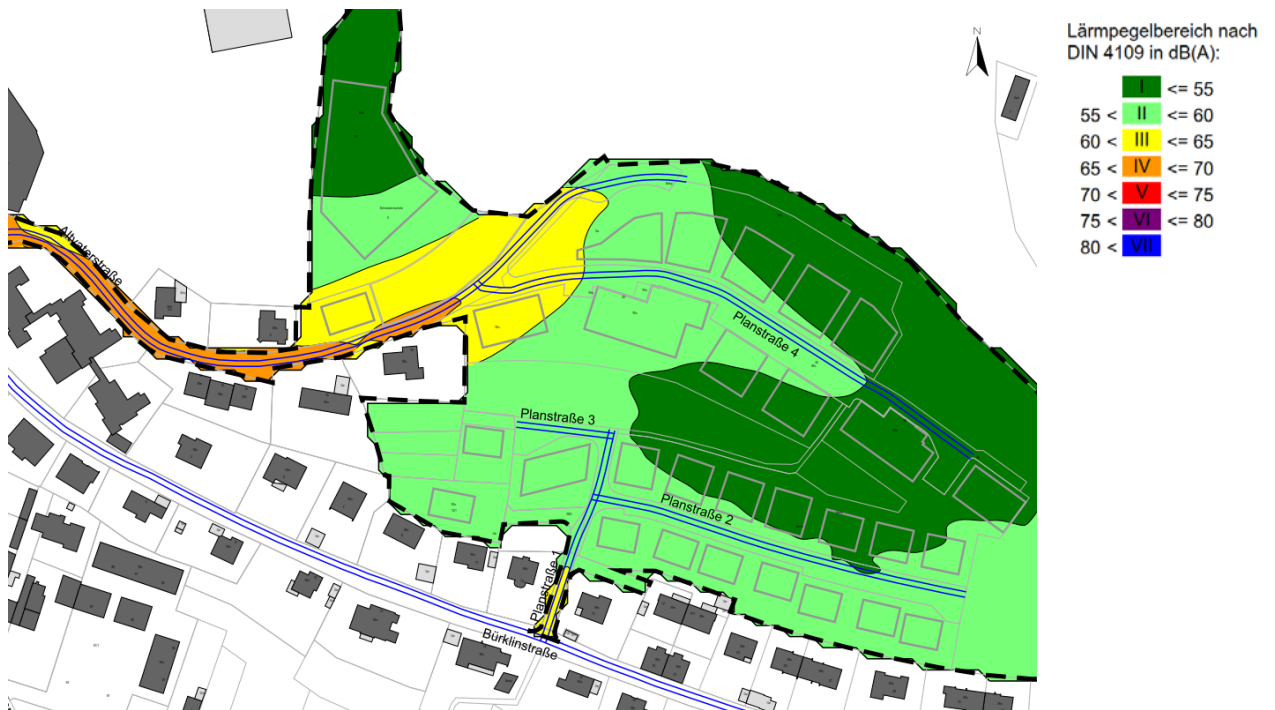 Lärmpegelbereich nach
DIN 4109 in dB(A):
I <= 55
55 < II <= 60
60 < III <= 65
65 < IV <= 70
70 < V <= 75
75 < VI <= 80
80 < VII
N
Altvaterstraße
Planstraße 4
Planstraße 3
Planstraße 2
Planstraße 1
Bürklinstraße